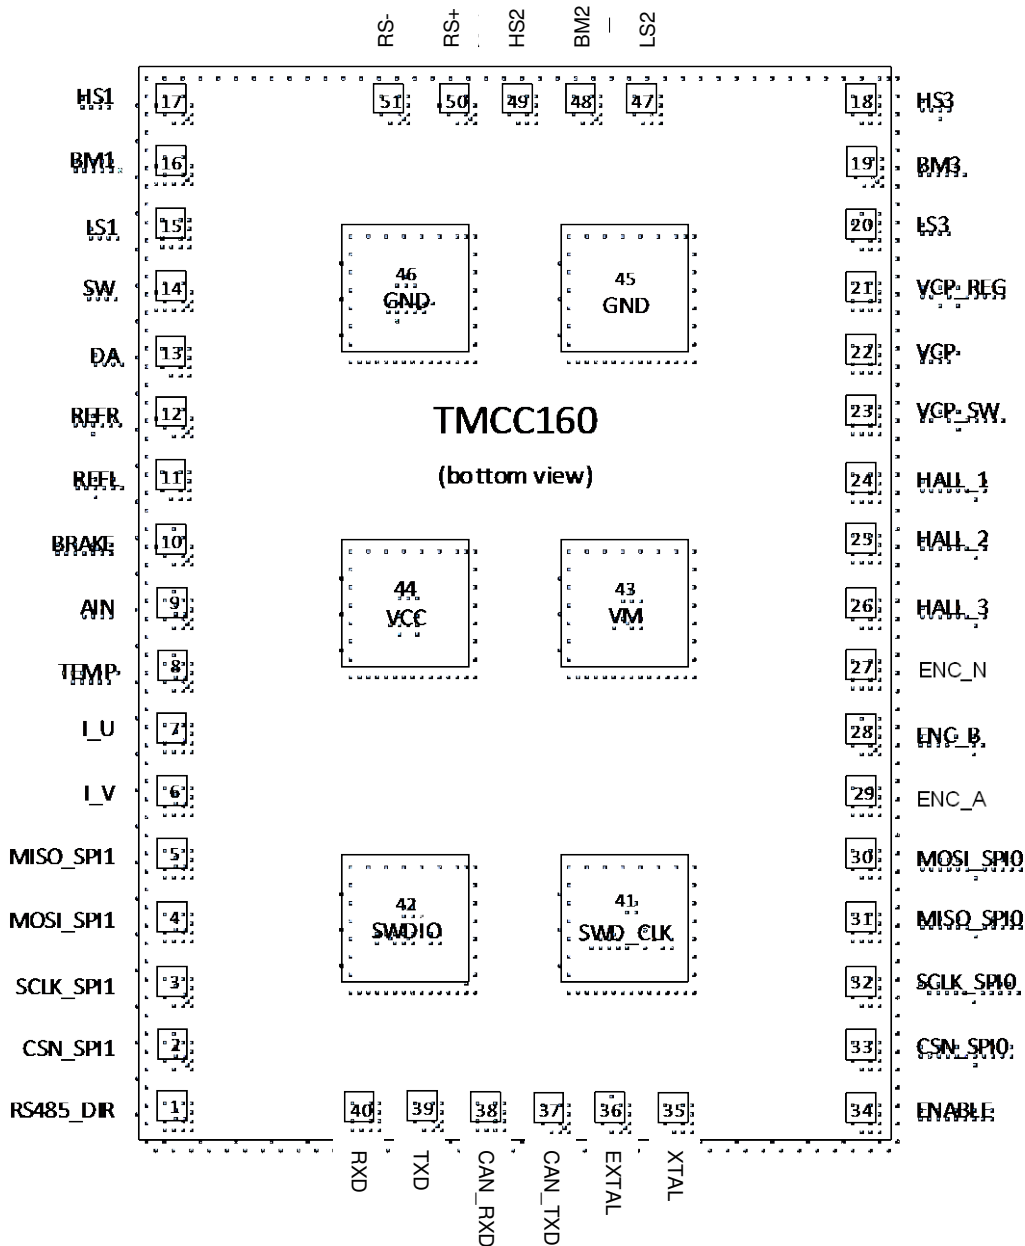 RS-
RS+
HS2
BM2
LS2
HS1 17 51 50 49 48 47 18 HS3
BM1 16 19 BM3
LS1 15 20 LS3
SW 14 46 GND 45 GND 21 VCP_REG
DA 13 22 VCP
REFR 12 23 VCP_SW
TMCC160
(bottom view)
REFL 11 24 HALL_1
BRAKE 10 25 HALL_2
AIN 9 44 VCC 43 VM 26 HALL_3
TEMP 8 27 ENC_N
I_U 7 28 ENC_B
I_V 6 29 ENC_A
MISO_SPI1 5 30 MOSI_SPI0
MOSI_SPI1 4 42 SWDIO 41 SWD_CLK 31 MISO_SPI0
SCLK_SPI1 3 32 SCLK_SPI0
CSN_SPI1 2 33 CSN_SPI0
RS485_DIR 1 40 39 38 37 36 35 34 ENABLE
RXD
TXD
CAN_RXD
CAN_TXD
EXTAL
XTAL